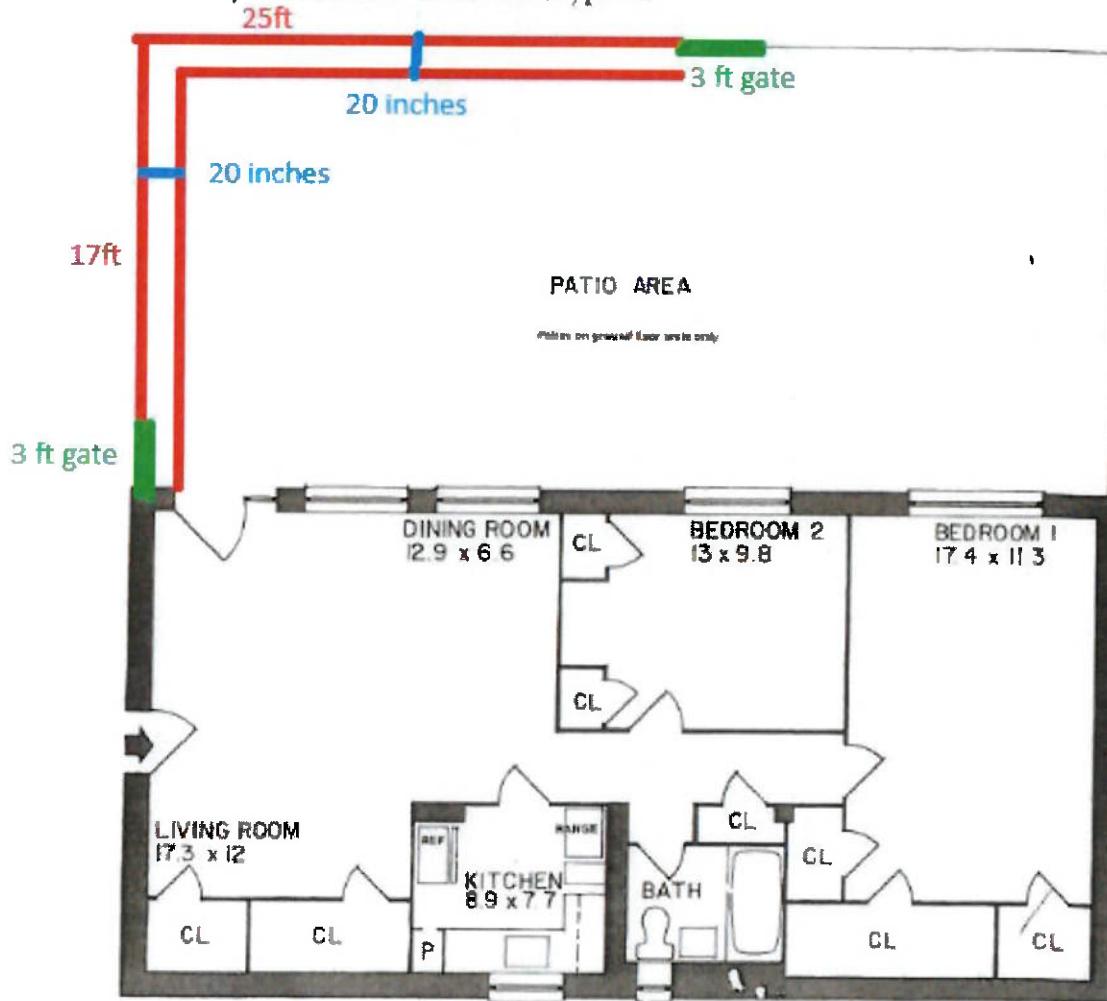 25ft
3 ft gate
20 inches
20 inches
17ft
PATIO AREA
3 ft gate
DINING ROOM
12.9 x 6.6
CL
BEDROOM 2
13 x 9.8
BEDROOM 1
17.4 x 11.3
CL
LIVING ROOM
17.3 x 12
REF
RANGE
CL
CL
KITCHEN
8.9 x 7.7
BATH
CL
CL
P
CL
CL